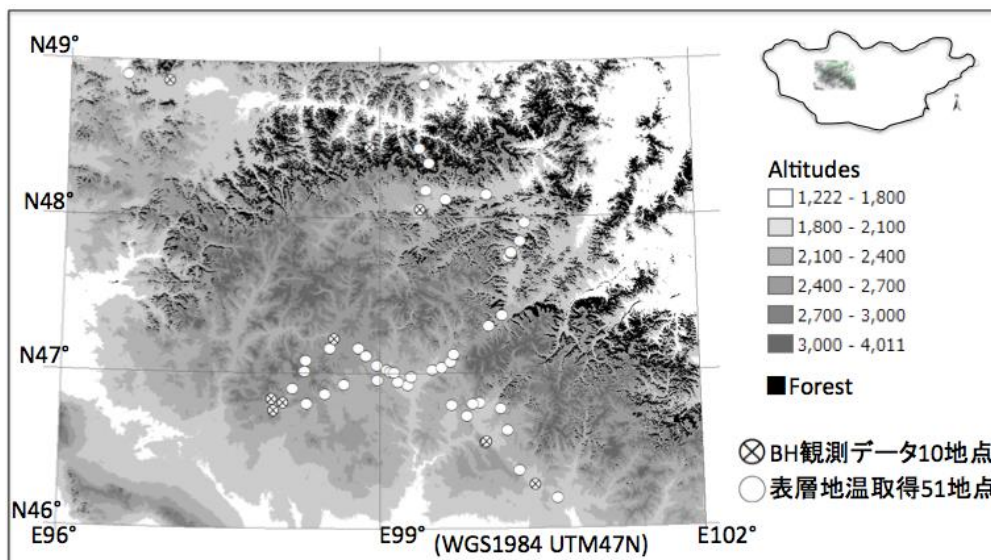 N49°
N48°
N47°
N46°
E96°
E99°
E102°
(WGS1984 UTM47N)
N
Altitudes
1,222 - 1,800
1,800 - 2,100
2,100 - 2,400
2,400 - 2,700
2,700 - 3,000
3,000 - 4,011
Forest
BH観測データ10地点
表層地温取得51地点